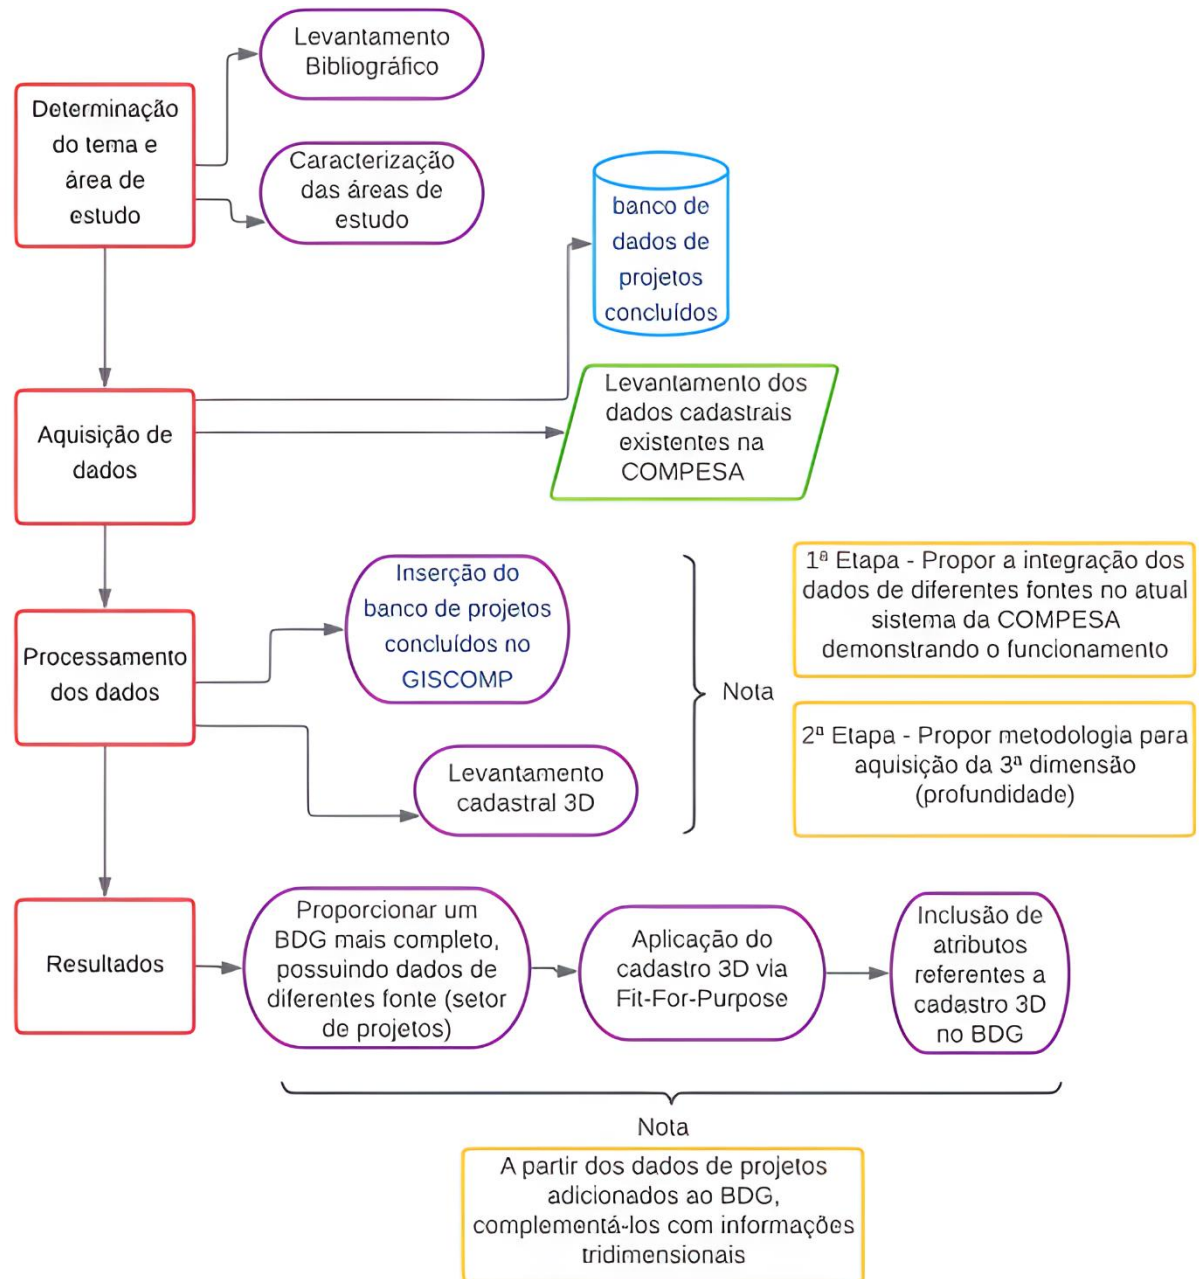 Levantamento
Bibliográfico
Determinação
do tema e
área de
estudo
Caracterização
das áreas de
estudo
banco de
dados de
projetos
concluídos
Aquisição de
dados
Levantamento dos
dados cadastrais
existentes na
COMPESA
Processamento
dos dados
Inserção do
banco de projetos
concluídos no
GISCOMP
Levantamento
cadastral 3D
Nota
1ª Etapa - Propor a integração dos
dados de diferentes fontes no atual
sistema da COMPESA
demonstrando o funcionamento
2ª Etapa - Propor metodologia para
aquisição da 3ª dimensão
(profundidade)
Resultados
Proporcionar um
BDG mais completo,
possuindo dados de
diferentes fonte (setor
de projetos)
Aplicação do
cadastro 3D via
Fit-For-Purpose
Inclusão de
atributos
referentes a
cadastro 3D
no BDG
Nota
A partir dos dados de projetos
adicionados ao BDG,
complementá-los com informações
tridimensionais